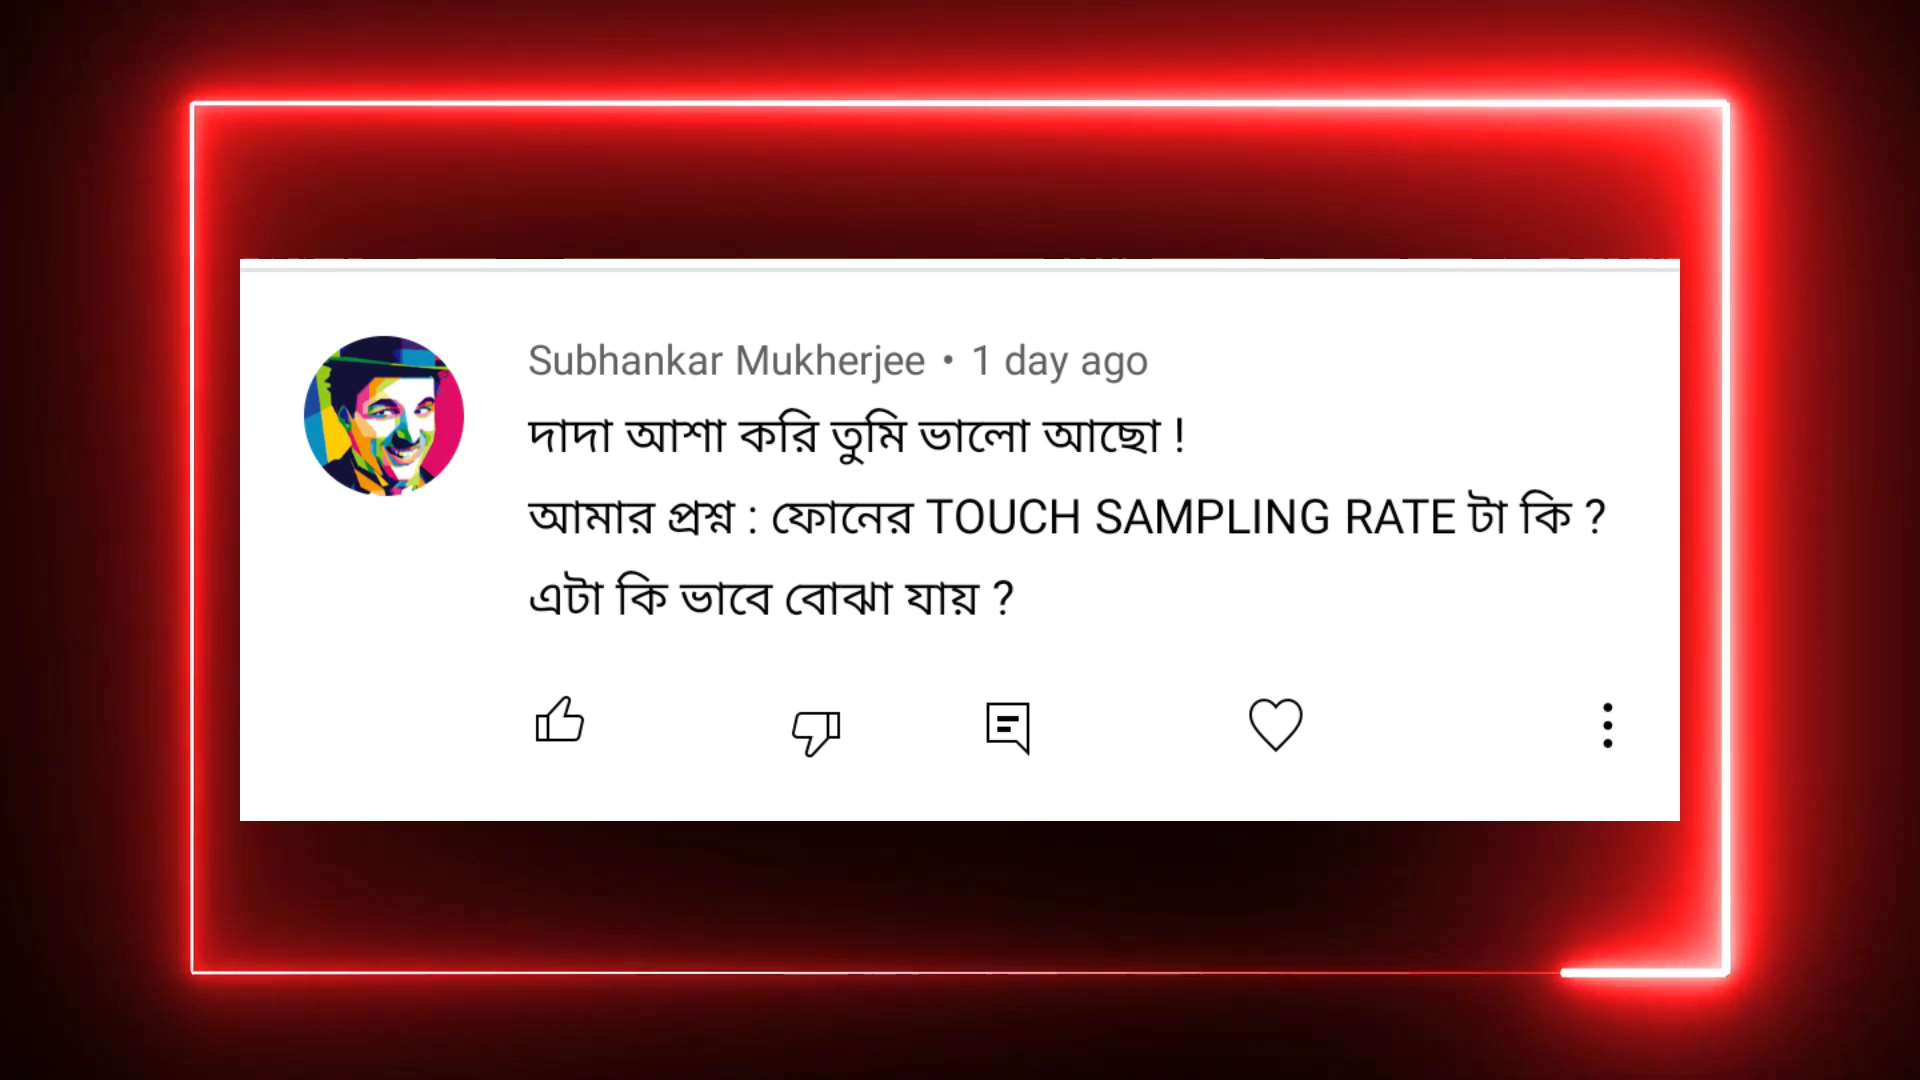 Subhankar Mukherjee • 1 day ago
দাদা আশা করি তুমি ভালো আছো !
আমার প্রশ্ন : ফোনের TOUCH SAMPLING RATE টা কি ?
এটা কি ভাবে বোঝা যায় ?